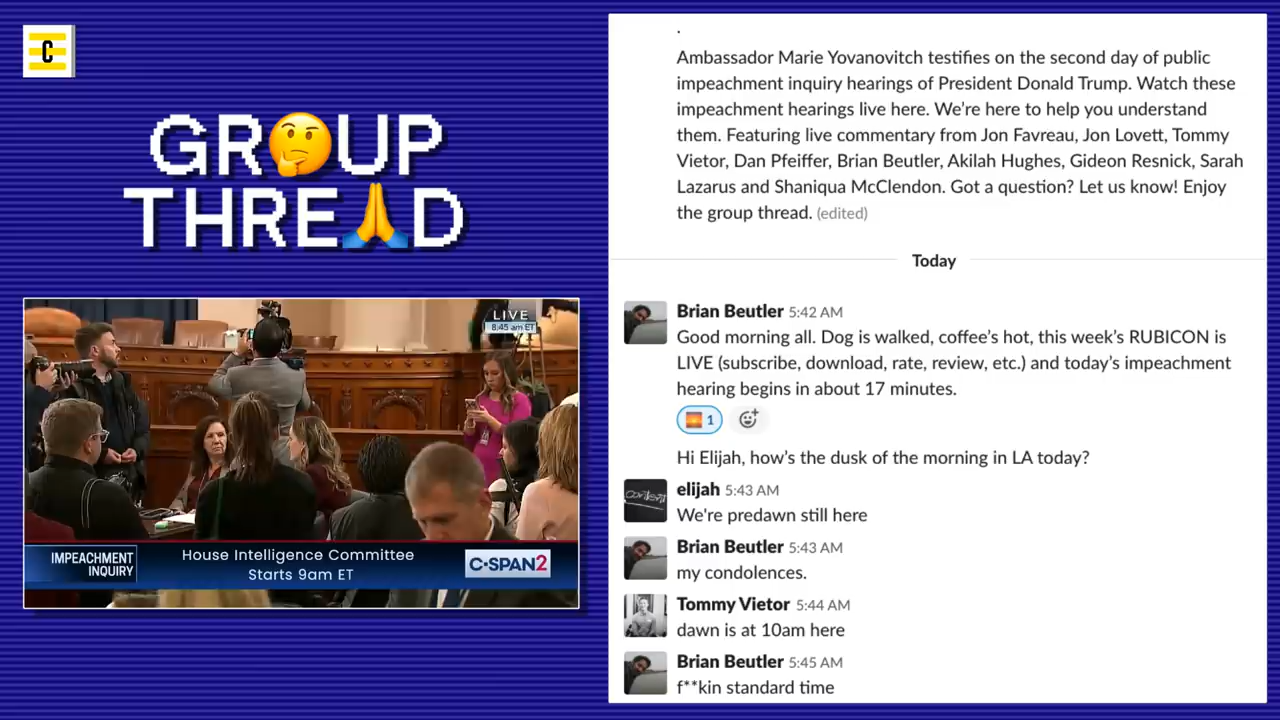 C
GR🤔UP
THRE🙏D
LIVE
8:45 am ET
IMPEACHMENT
INQUIRY
House Intelligence Committee
Starts 9am ET
C-SPAN2
.
Ambassador Marie Yovanovitch testifies on the second day of public
impeachment inquiry hearings of President Donald Trump. Watch these
impeachment hearings live here. We're here to help you understand
them. Featuring live commentary from Jon Favreau, Jon Lovett, Tommy
Vietor, Dan Pfeiffer, Brian Beutler, Akilah Hughes, Gideon Resnick, Sarah
Lazarus and Shaniqua McClendon. Got a question? Let us know! Enjoy
the group thread. (edited)
Today
Brian Beutler 5:42 AM
Good morning all. Dog is walked, coffee's hot, this week's RUBICON is
LIVE (subscribe, download, rate, review, etc.) and today's impeachment
hearing begins in about 17 minutes.
1
Hi Elijah, how's the dusk of the morning in LA today?
content
elijah 5:43 AM
We're predawn still here
Brian Beutler 5:43 AM
my condolences.
Tommy Vietor 5:44 AM
dawn is at 10am here
Brian Beutler 5:45 AM
f**kin standard time